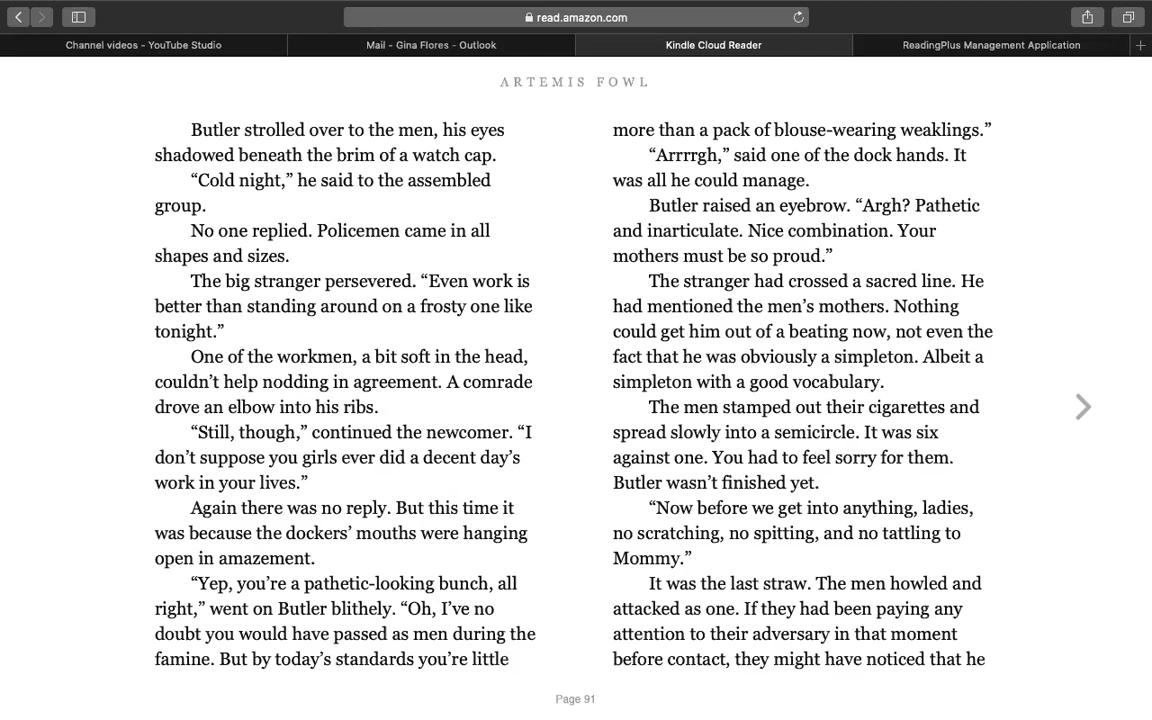 read.amazon.com
Channel videos - YouTube Studio
Mail - Gina Flores - Outlook
Kindle Cloud Reader
ReadingPlus Management Application
ARTEMIS FOWL
Butler strolled over to the men, his eyes
shadowed beneath the brim of a watch cap.
“Cold night,” he said to the assembled
group.
No one replied. Policemen came in all
shapes and sizes.
The big stranger persevered. “Even work is
better than standing around on a frosty one like
tonight.”
One of the workmen, a bit soft in the head,
couldn’t help nodding in agreement. A comrade
drove an elbow into his ribs.
“Still, though,” continued the newcomer. “I
don’t suppose you girls ever did a decent day’s
work in your lives.”
Again there was no reply. But this time it
was because the dockers’ mouths were hanging
open in amazement.
“Yep, you’re a pathetic-looking bunch, all
right,” went on Butler blithely. “Oh, I’ve no
doubt you would have passed as men during the
famine. But by today’s standards you’re little
more than a pack of blouse-wearing weaklings.”
“Arrrrgh,” said one of the dock hands. It
was all he could manage.
Butler raised an eyebrow. “Argh? Pathetic
and inarticulate. Nice combination. Your
mothers must be so proud.”
The stranger had crossed a sacred line. He
had mentioned the men’s mothers. Nothing
could get him out of a beating now, not even the
fact that he was obviously a simpleton. Albeit a
simpleton with a good vocabulary.
The men stamped out their cigarettes and
spread slowly into a semicircle. It was six
against one. You had to feel sorry for them.
Butler wasn’t finished yet.
“Now before we get into anything, ladies,
no scratching, no spitting, and no tattling to
Mommy.”
It was the last straw. The men howled and
attacked as one. If they had been paying any
attention to their adversary in that moment
before contact, they might have noticed that he
Page 91